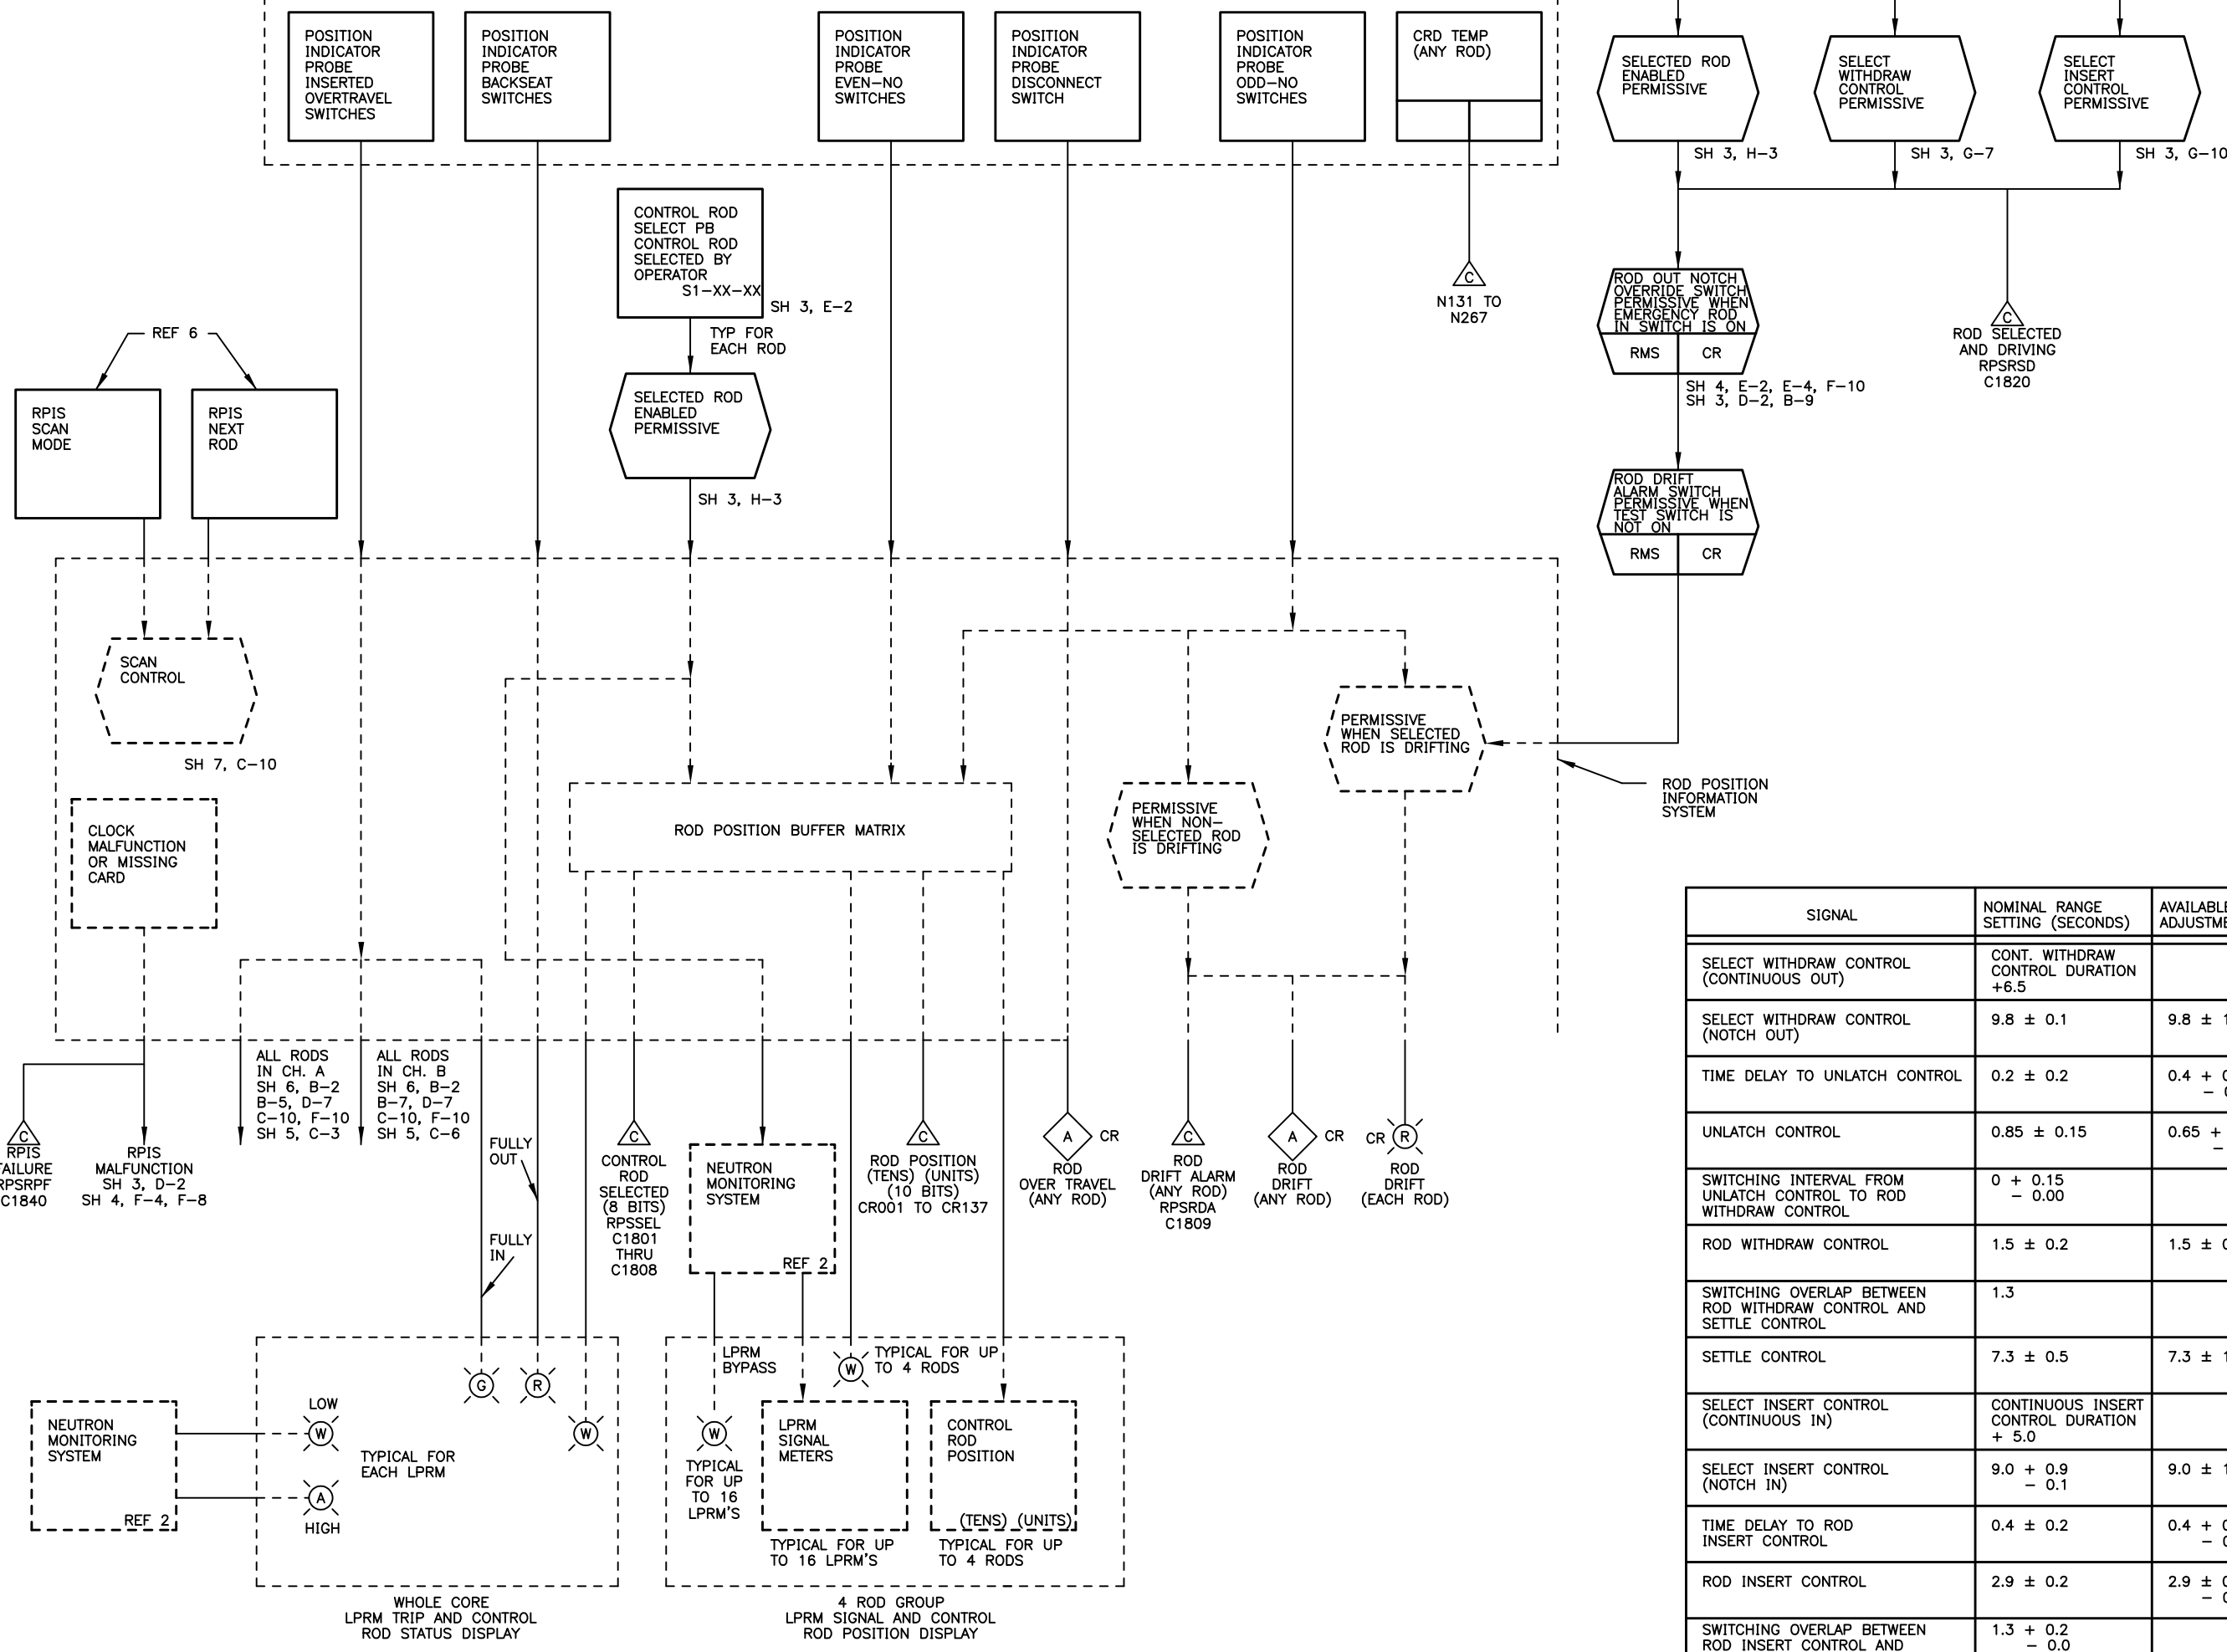 POSITION
INDICATOR
PROBE
INSERTED
OVERTRAVEL
SWITCHES
POSITION
INDICATOR
PROBE
BACKSEAT
SWITCHES
POSITION
INDICATOR
PROBE
EVEN-NO
SWITCHES
POSITION
INDICATOR
PROBE
DISCONNECT
SWITCH
POSITION
INDICATOR
PROBE
ODD-NO
SWITCHES
CRD TEMP
(ANY ROD)
SELECTED ROD
ENABLED
PERMISSIVE
SH 3, H-3
SELECT
WITHDRAW
CONTROL
PERMISSIVE
SH 3, G-7
SELECT
INSERT
CONTROL
PERMISSIVE
SH 3, G-10
CONTROL ROD
SELECT PB
CONTROL ROD
SELECTED BY
OPERATOR
S1-XX-XX
SH 3, E-2
TYP FOR
EACH ROD
C
N131 TO
N267
ROD OUT NOTCH
OVERRIDE SWITCH
PERMISSIVE WHEN
EMERGENCY ROD
IN SWITCH IS ON
RMS CR
SH 4, E-2, E-4, F-10
SH 3, D-2, B-9
C
ROD SELECTED
AND DRIVING
RPSRSD
C1820
REF 6
RPIS
SCAN
MODE
RPIS
NEXT
ROD
SELECTED ROD
ENABLED
PERMISSIVE
SH 3, H-3
ROD DRIFT
ALARM SWITCH
PERMISSIVE WHEN
TEST SWITCH IS
NOT ON
RMS CR
SCAN
CONTROL
SH 7, C-10
PERMISSIVE
WHEN SELECTED
ROD IS DRIFTING
ROD POSITION
INFORMATION
SYSTEM
CLOCK
MALFUNCTION
OR MISSING
CARD
ROD POSITION BUFFER MATRIX
PERMISSIVE
WHEN NON-
SELECTED ROD
IS DRIFTING
C
RPIS
RPSRPF
C1840
RPIS
MALFUNCTION
SH 3, D-2
SH 4, F-4, F-8
ALL RODS
IN CH. A
SH 6, B-2
B-5, D-7
C-10, F-10
SH 5, C-3
ALL RODS
IN CH. B
SH 6, B-2
B-7, D-7
C-10, F-10
SH 5, C-6
FULLY
OUT
FULLY
IN
C
CONTROL
ROD
SELECTED
(8 BITS)
RPSSEL
C1801
THRU
C1808
NEUTRON
MONITORING
SYSTEM
REF 2
C
ROD POSITION
(TENS) (UNITS)
(10 BITS)
CR001 TO CR137
A CR
ROD
OVER TRAVEL
(ANY ROD)
C
ROD
DRIFT ALARM
(ANY ROD)
RPSRDA
C1809
A CR
ROD
DRIFT
(ANY ROD)
CR R
ROD
DRIFT
(EACH ROD)
NEUTRON
MONITORING
SYSTEM
REF 2
LOW
W
A
HIGH
TYPICAL FOR
EACH LPRM
G
R
W
WHOLE CORE
LPRM TRIP AND CONTROL
ROD STATUS DISPLAY
LPRM
BYPASS
W
TYPICAL
FOR UP
TO 16
LPRM'S
W
TYPICAL FOR UP
TO 4 RODS
LPRM
SIGNAL
METERS
TYPICAL FOR UP
TO 16 LPRM'S
CONTROL
ROD
POSITION
(TENS) (UNITS)
TYPICAL FOR UP
TO 4 RODS
4 ROD GROUP
LPRM SIGNAL AND CONTROL
ROD POSITION DISPLAY
SIGNAL
NOMINAL RANGE
SETTING (SECONDS)
AVAILABLE
SELECT WITHDRAW CONTROL
(CONTINUOUS OUT)
CONT. WITHDRAW
CONTROL DURATION
+6.5
SELECT WITHDRAW CONTROL
(NOTCH OUT)
9.8 ± 0.1
9.8 ± 1
TIME DELAY TO UNLATCH CONTROL
0.2 ± 0.2
0.4 +
-
UNLATCH CONTROL
0.85 ± 0.15
0.65 +
-
SWITCHING INTERVAL FROM
UNLATCH CONTROL TO ROD
WITHDRAW CONTROL
0 + 0.15
- 0.00
ROD WITHDRAW CONTROL
1.5 ± 0.2
1.5 ±
SWITCHING OVERLAP BETWEEN
ROD WITHDRAW CONTROL AND
SETTLE CONTROL
1.3
SETTLE CONTROL
7.3 ± 0.5
7.3 ± 1
SELECT INSERT CONTROL
(CONTINUOUS IN)
CONTINUOUS INSERT
CONTROL DURATION
+ 5.0
SELECT INSERT CONTROL
(NOTCH IN)
9.0 + 0.9
- 0.1
9.0 ± 1
TIME DELAY TO ROD
INSERT CONTROL
0.4 ± 0.2
0.4 +
-
ROD INSERT CONTROL
2.9 ± 0.2
2.9 ±
-
SWITCHING OVERLAP BETWEEN
ROD INSERT CONTROL AND
1.3 + 0.2
- 0.0